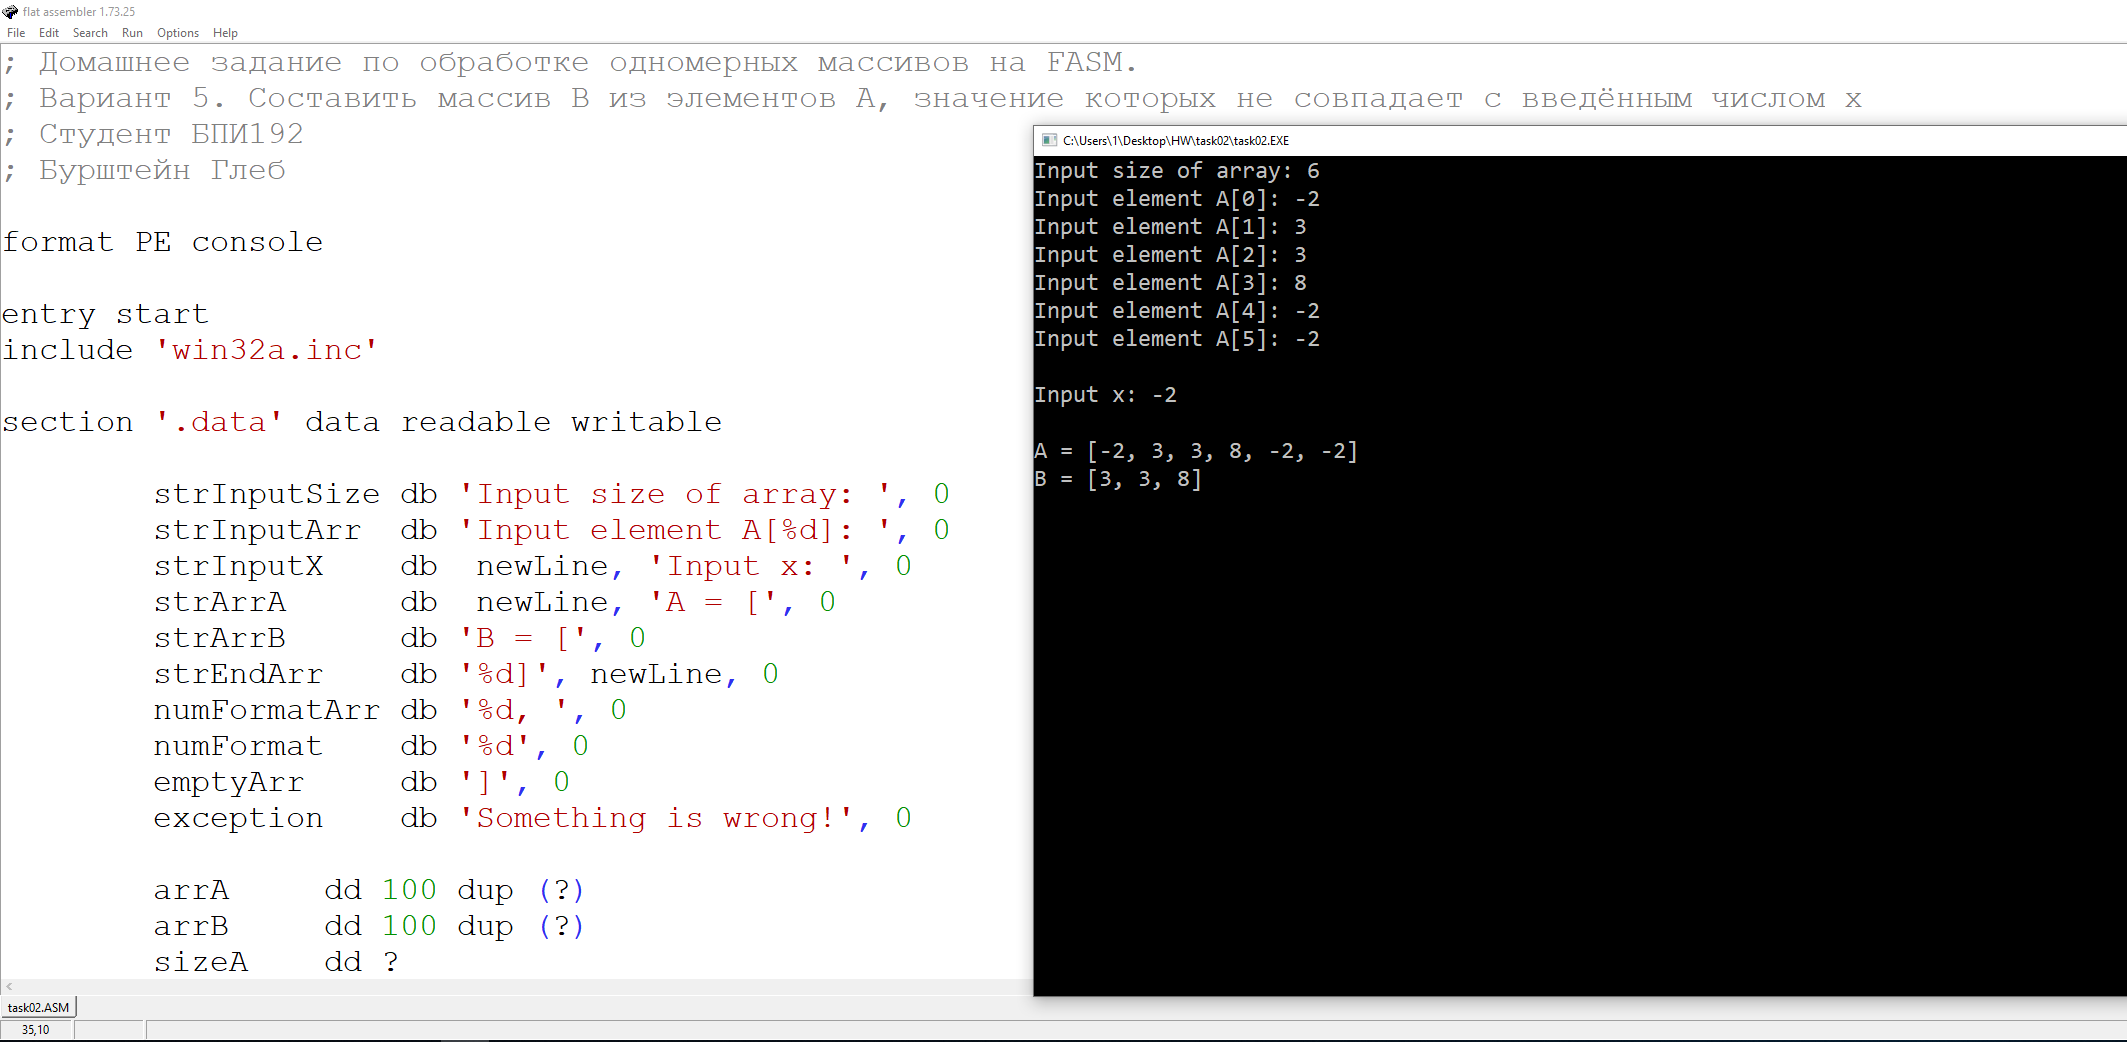 flat assembler 1.73.25
File Edit Search Run Options Help
; Домашнее задание по обработке одномерных массивов на FASM.
; Вариант 5. Составить массив B из элементов A, значение которых не совпадает с введённым числом x
; Студент БПИ192
; Бурштейн Глеб
format PE console
entry start
include 'win32a.inc'
section '.data' data readable writable
strInputSize db 'Input size of array: ', 0
strInputArr db 'Input element A[%d]: ', 0
strInputX db newLine, 'Input x: ', 0
strArrA db newLine, 'A = [', 0
strArrB db 'B = [', 0
strEndArr db '%d]', newLine, 0
numFormatArr db '%d, ', 0
numFormat db '%d', 0
emptyArr db ']', 0
exception db 'Something is wrong!', 0
arrA dd 100 dup (?)
arrB dd 100 dup (?)
sizeA dd ?
task02.ASM
35,10
C:\Users\1\Desktop\HW\task02\task02.EXE
Input size of array: 6
Input element A[0]: -2
Input element A[1]: 3
Input element A[2]: 3
Input element A[3]: 8
Input element A[4]: -2
Input element A[5]: -2
Input x: -2
A = [-2, 3, 3, 8, -2, -2]
B = [3, 3, 8]